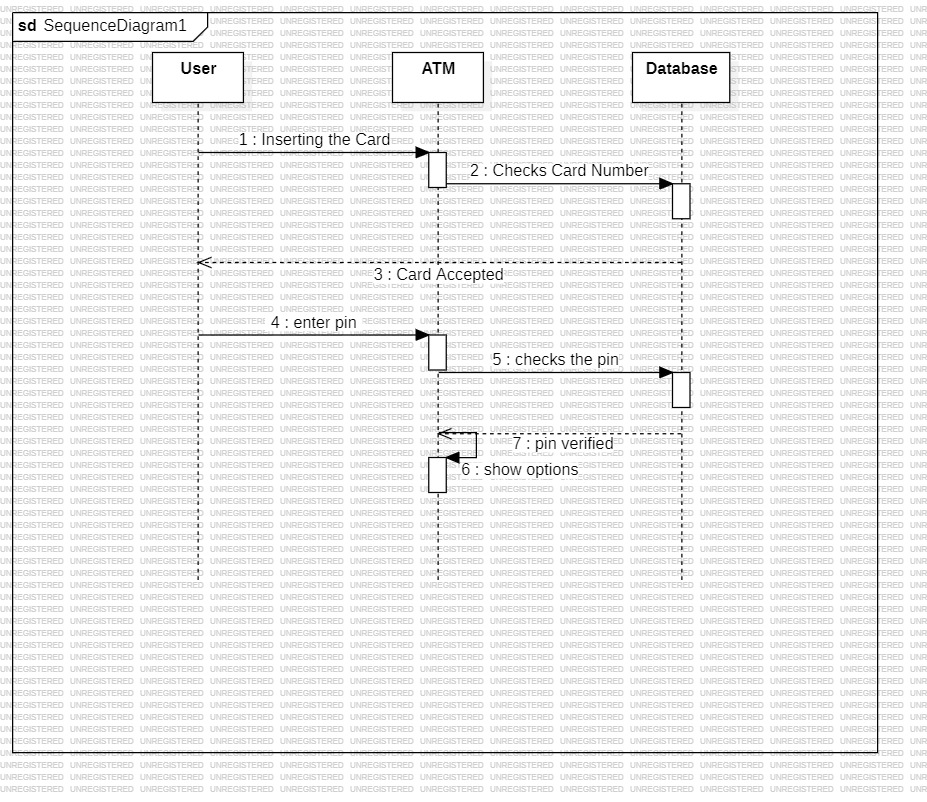 sd SequenceDiagram1
User
ATM
Database
1 : Inserting the Card
2 : Checks Card Number
3 : Card Accepted
4 : enter pin
5 : checks the pin
7 : pin verified
6 : show options
UNREGISTERED